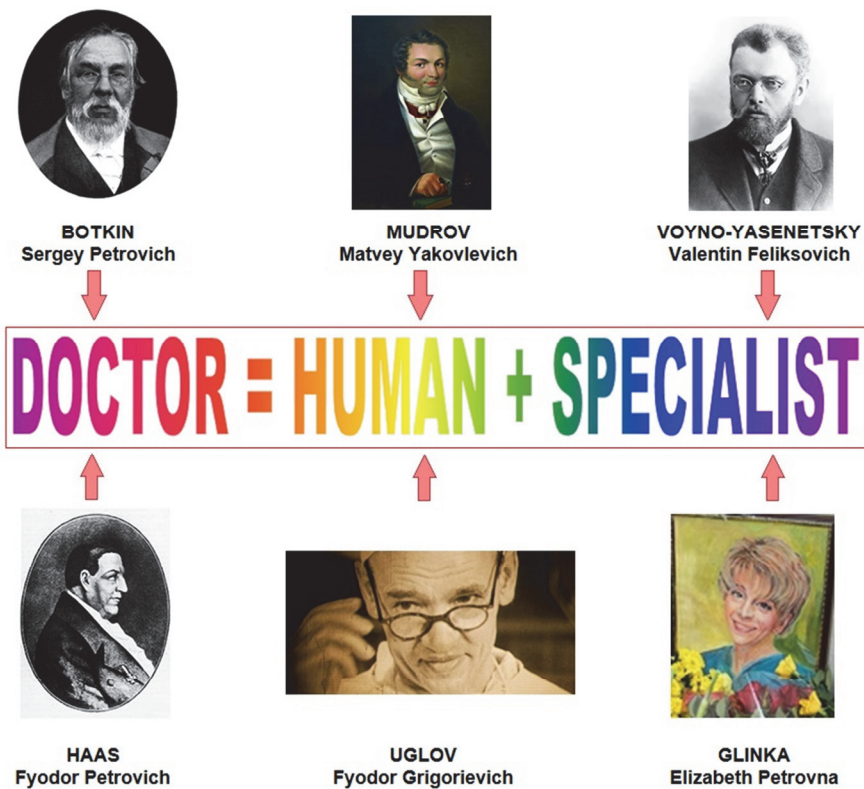 BOTKIN
Sergey Petrovich
MUDROV
Matvey Yakovlevich
VOYNO-YASENETSKY
Valentin Feliksovich
DOCTOR = HUMAN + SPECIALIST
HAAS
Fyodor Petrovich
UGLOV
Fyodor Grigorievich
GLINKA
Elizabeth Petrovna